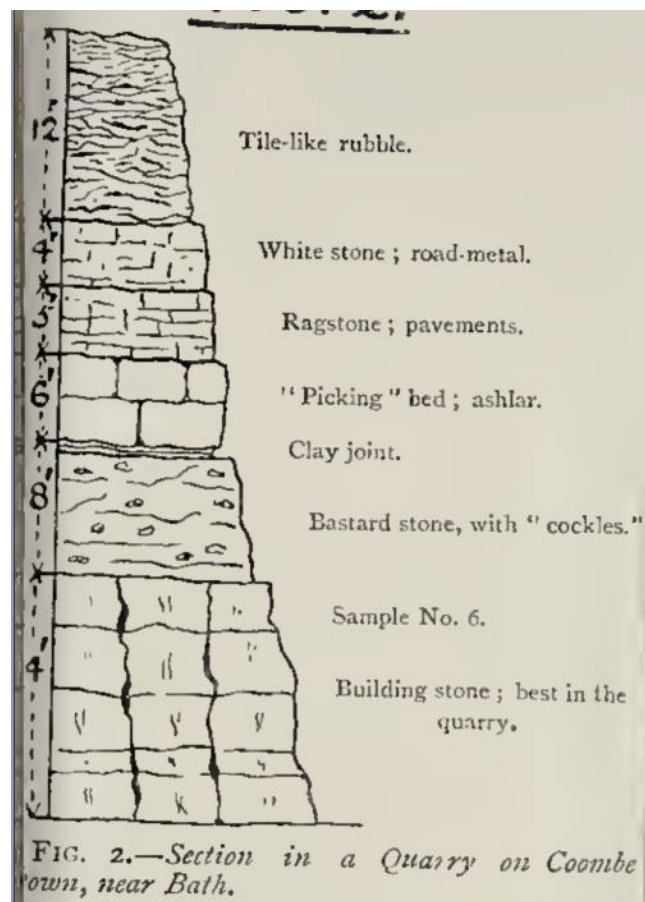 12'
Tile-like rubble.
4'
White stone ; road-metal.
5'
Ragstone ; pavements.
6'
"Picking" bed ; ashlar.
Clay joint.
8'
Bastard stone, with "cockles."
Sample No. 6.
4'
Building stone ; best in the
quarry.
FIG. 2.—Section in a Quarry on Coombe
own, near Bath.